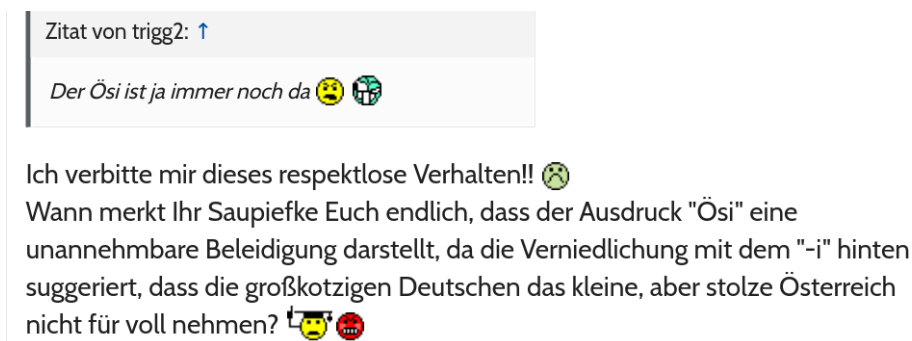 Zitat von trigg2: ↑
Der Ösi ist ja immer noch da
Ich verbitte mir dieses respektlose Verhalten!!
Wann merkt Ihr Saupiefke Euch endlich, dass der Ausdruck "Ösi" eine
unannehmbare Beleidigung darstellt, da die Verniedlichung mit dem "-i" hinten
suggeriert, dass die großkotzigen Deutschen das kleine, aber stolze Österreich
nicht für voll nehmen?